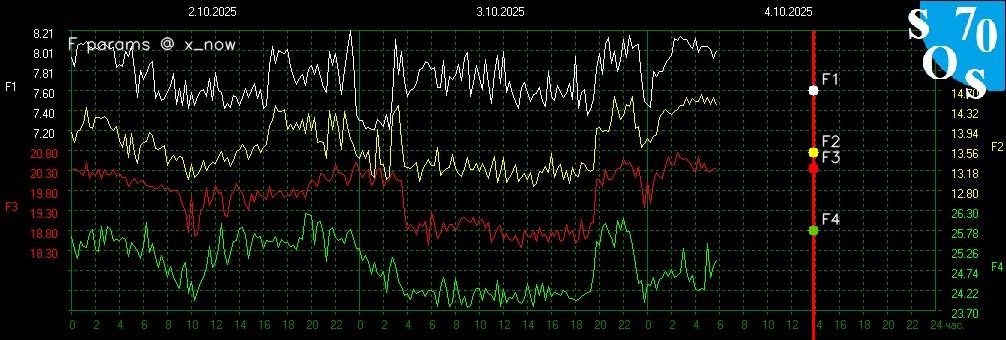 2.10.2025 3.10.2025 4.10.2025
F params @ x_now
SOS 70
F1
8.21
8.01
7.81
7.60
7.40
7.20
F3
20.80
20.30
19.80
19.30
18.80
18.30
F1
F2
F3
F4
14.70
14.32
13.94
13.56
13.18
12.80
F2
26.30
25.78
25.26
24.74
24.22
23.70
F4
0 2 4 6 8 10 12 14 16 18 20 22 0 2 4 6 8 10 12 14 16 18 20 22 0 2 4 6 8 10 12 14 16 18 20 22 24 час.